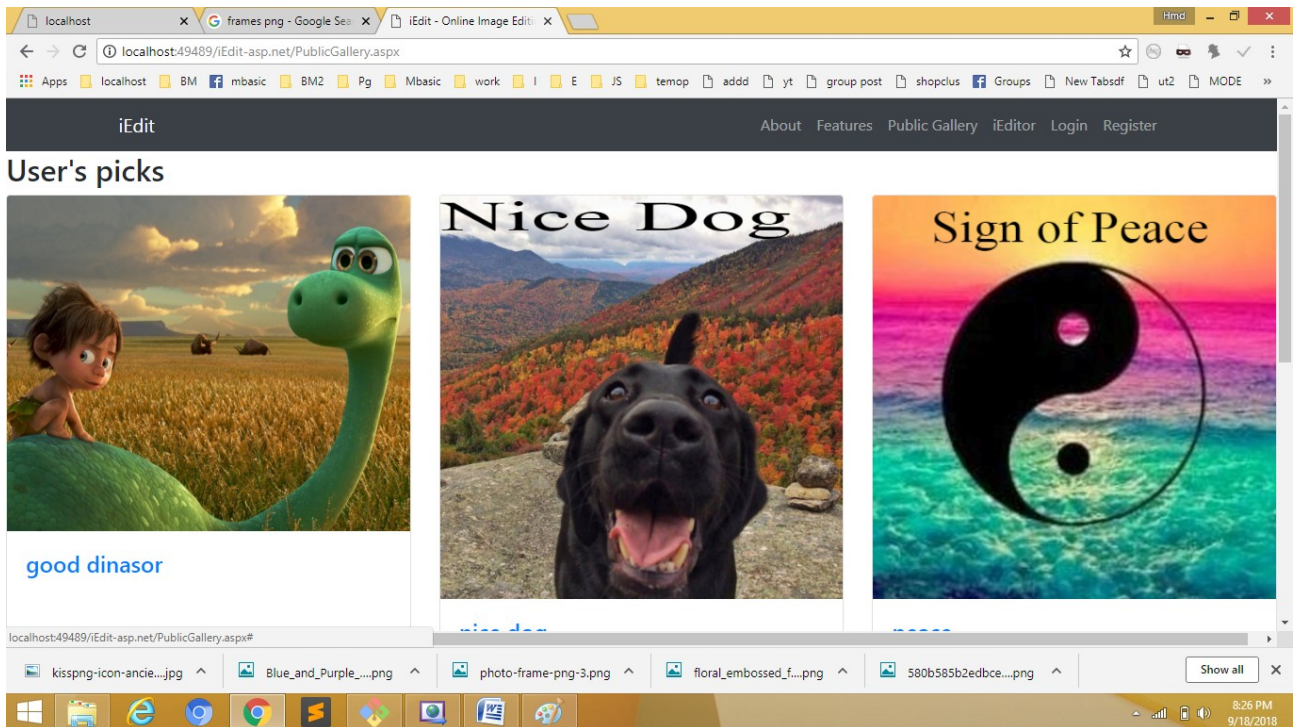 localhost
frames png - Google Sea
iEdit - Online Image Editi
Hmd
localhost:49489/iEdit-asp.net/PublicGallery.aspx
Apps localhost BM mbasic BM2 Pg Mbasic work I E JS temop addd yt group post shopclus Groups New Tabsdf ut2 MODE »
iEdit About Features Public Gallery iEditor Login Register
User's picks
Nice Dog
Sign of Peace
good dinasor
nice dog
peace
localhost:49489/iEdit-asp.net/PublicGallery.aspx#
kisspng-icon-ancie....jpg Blue_and_Purple_....png photo-frame-png-3.png floral_embossed_f....png 580b585b2edbce....png Show all
8:26 PM
9/18/2018